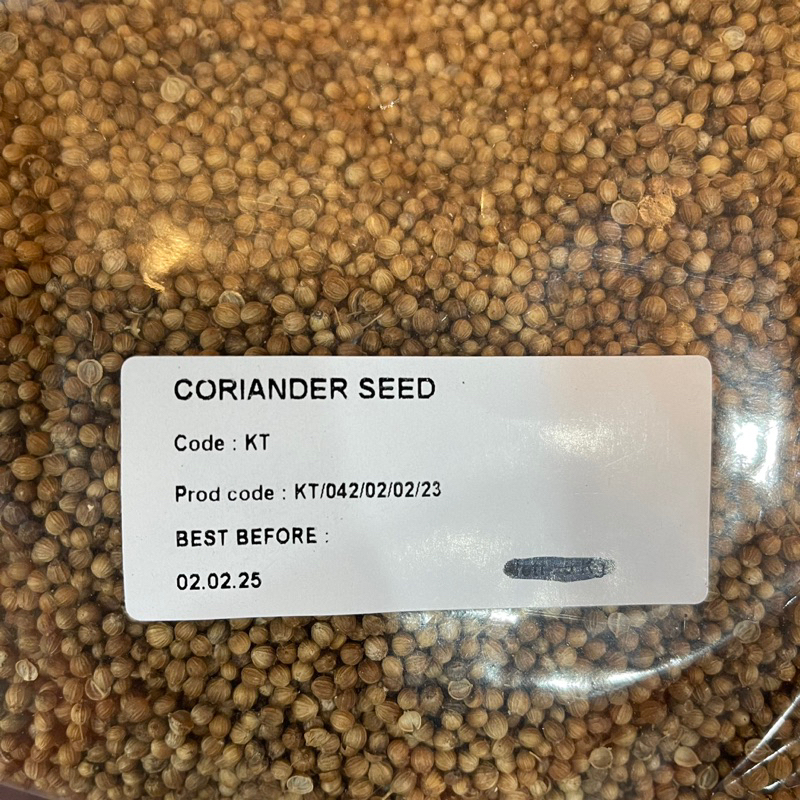 CORIANDER SEED
Code : KT
Prod code : KT/042/02/02/23
BEST BEFORE :
02.02.25